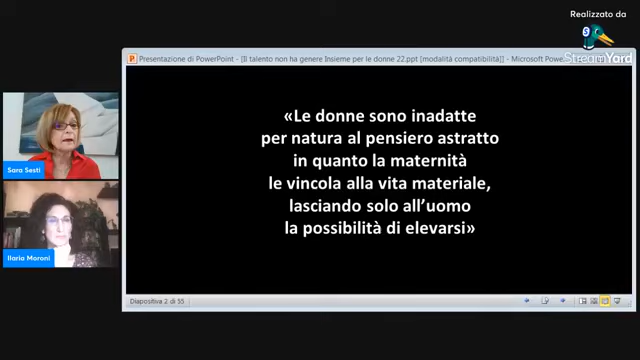 Realizzato da
StreamYard
Presentazione di PowerPoint - [Il talento non ha genere Insieme per le donne 22.ppt [modalità compatibilità]] - Microsoft Power
«Le donne sono inadatte
per natura al pensiero astratto
in quanto la maternità
le vincola alla vita materiale,
lasciando solo all’uomo
la possibilità di elevarsi»
Sara Sesti
Ilaria Moroni
Diapositiva 2 di 55